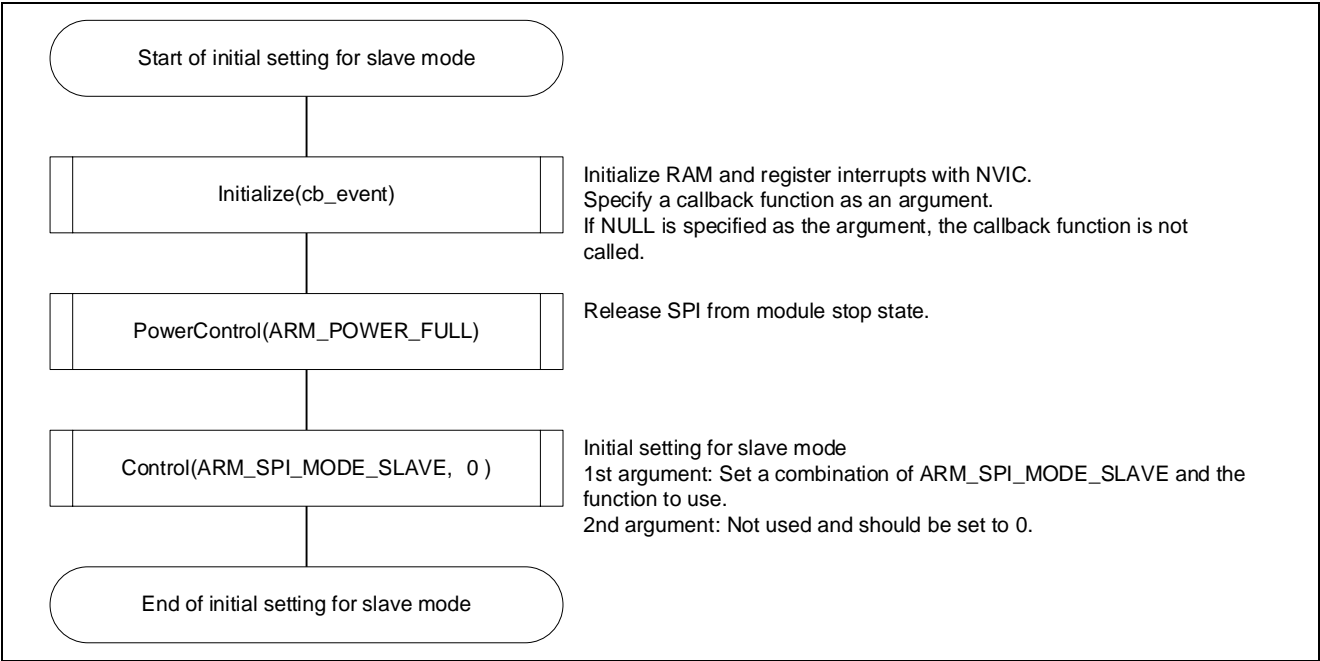 Start of initial setting for slave mode
Initialize(cb_event)
Initialize RAM and register interrupts with NVIC.
Specify a callback function as an argument.
If NULL is specified as the argument, the callback function is not
called.
PowerControl(ARM_POWER_FULL)
Release SPI from module stop state.
Control(ARM_SPI_MODE_SLAVE, 0 )
Initial setting for slave mode
1st argument: Set a combination of ARM_SPI_MODE_SLAVE and the
function to use.
2nd argument: Not used and should be set to 0.
End of initial setting for slave mode